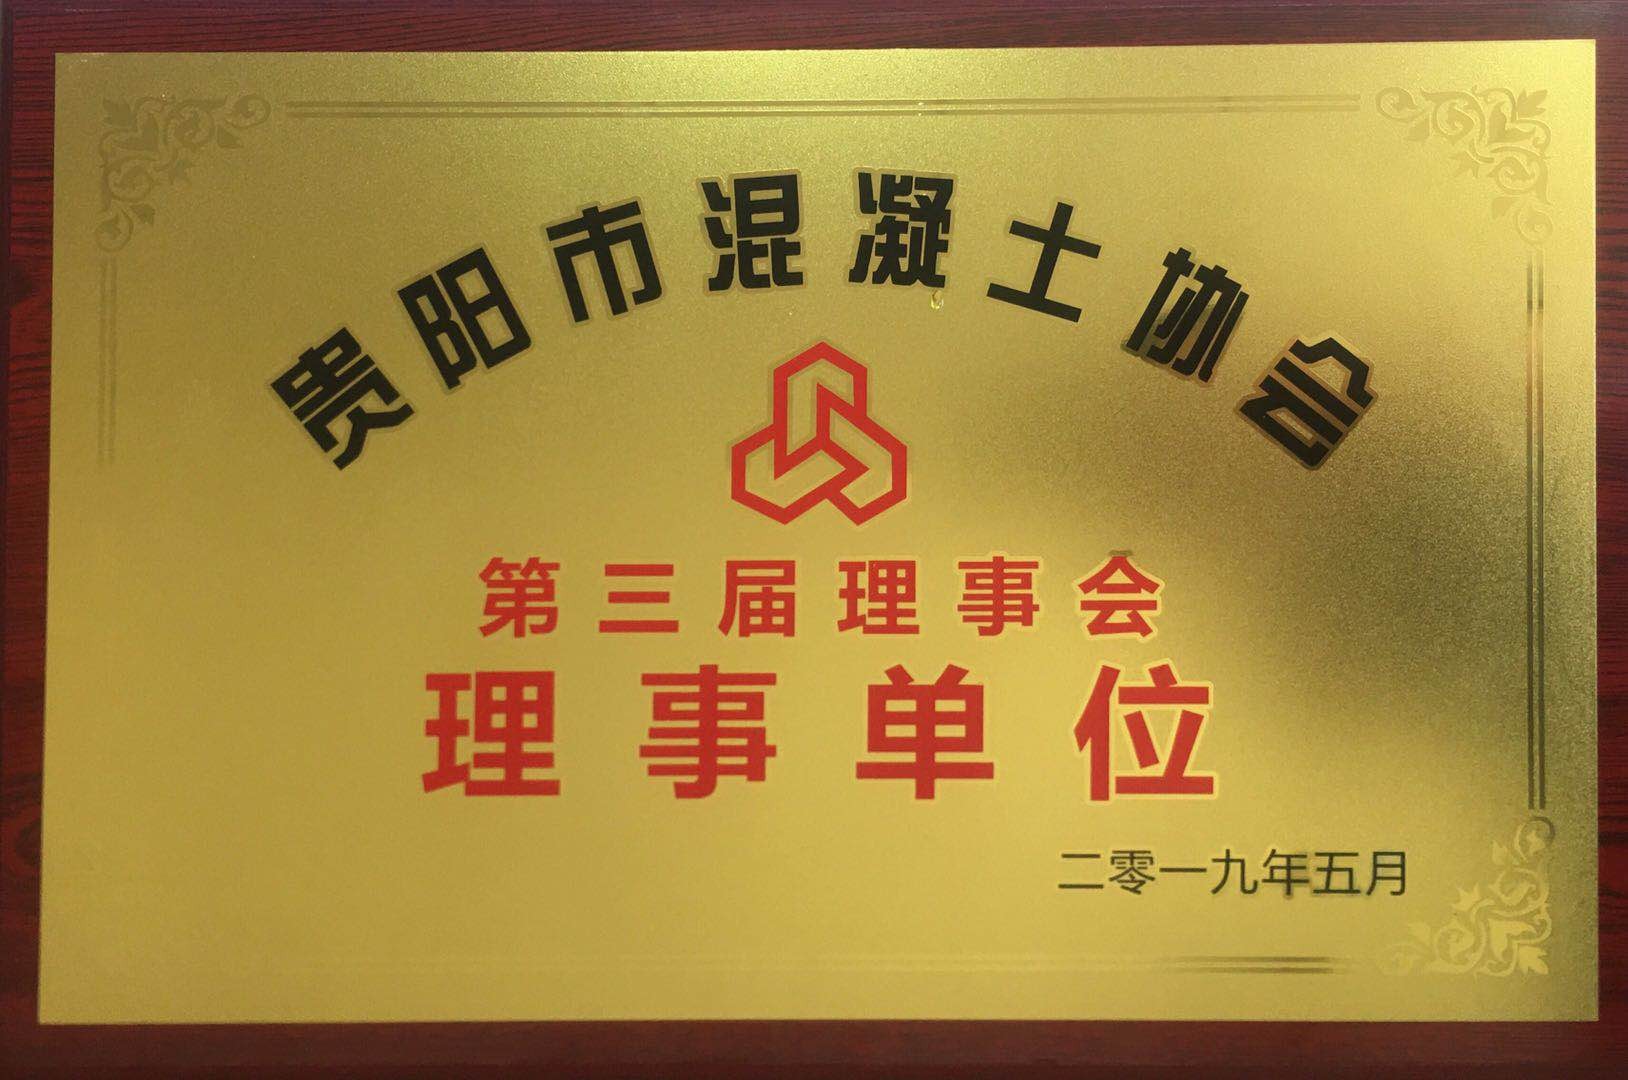 贵阳市混凝土协会
第三届理事会
理事单位
二零一九年五月